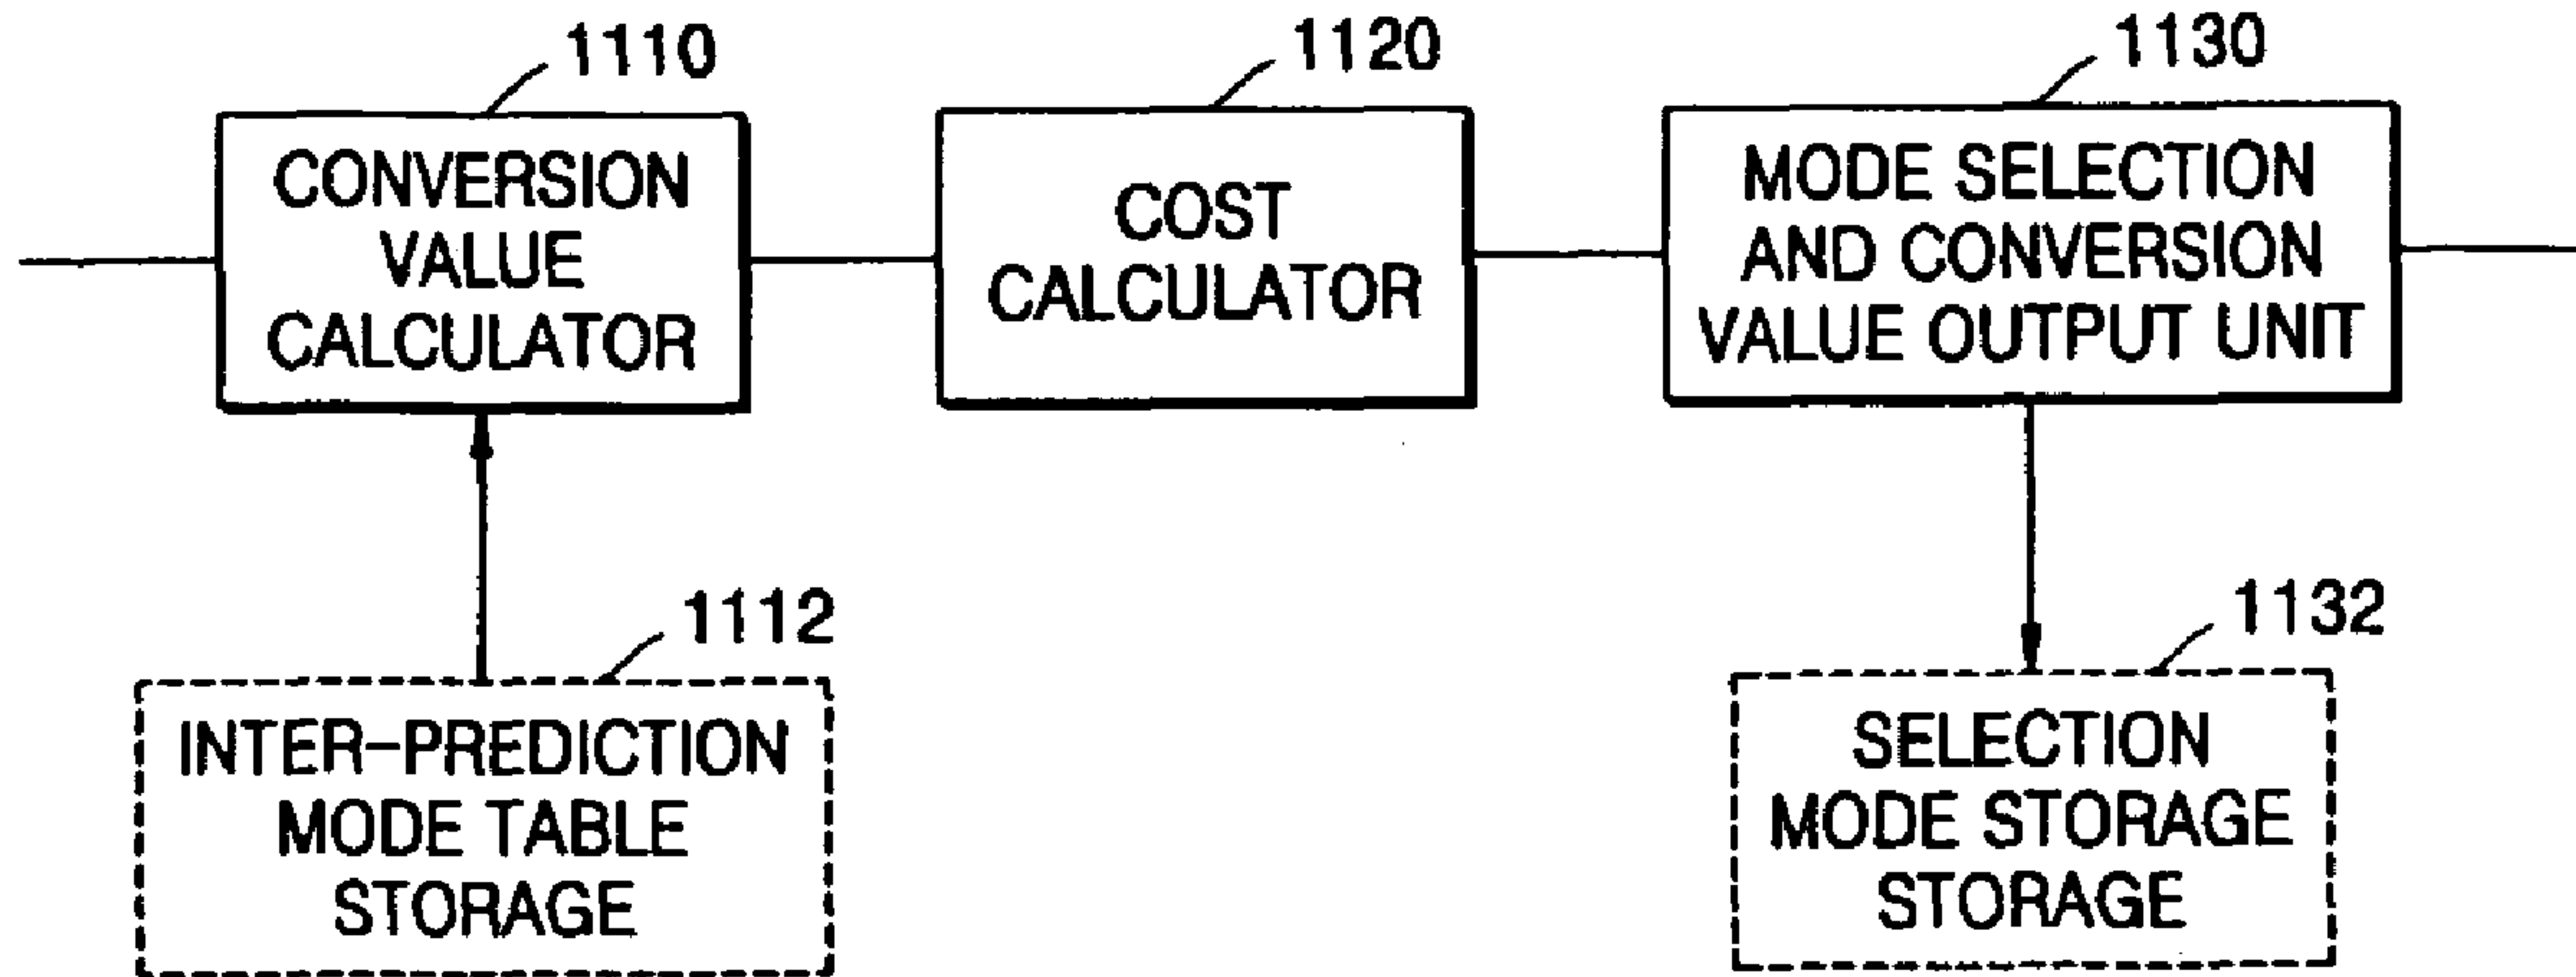 1110
CONVERSION
VALUE
CALCULATOR
1120
COST
CALCULATOR
1130
MODE SELECTION
AND CONVERSION
VALUE OUTPUT UNIT
1112
INTER-PREDICTION
MODE TABLE
STORAGE
1132
SELECTION
MODE STORAGE
STORAGE